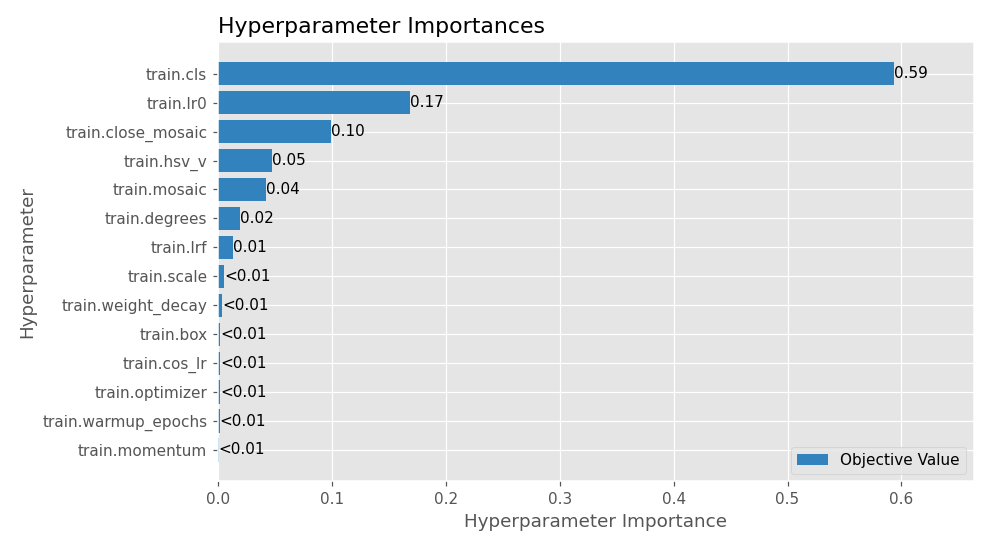 Hyperparameter Importances
train.cls 0.59
train.lr0 0.17
train.close_mosaic 0.10
train.hsv_v 0.05
train.mosaic 0.04
train.degrees 0.02
train.lrf 0.01
train.scale <0.01
train.weight_decay <0.01
train.box <0.01
train.cos_lr <0.01
train.optimizer <0.01
train.warmup_epochs <0.01
train.momentum <0.01
Hyperparameter
Objective Value
0.0 0.1 0.2 0.3 0.4 0.5 0.6
Hyperparameter Importance